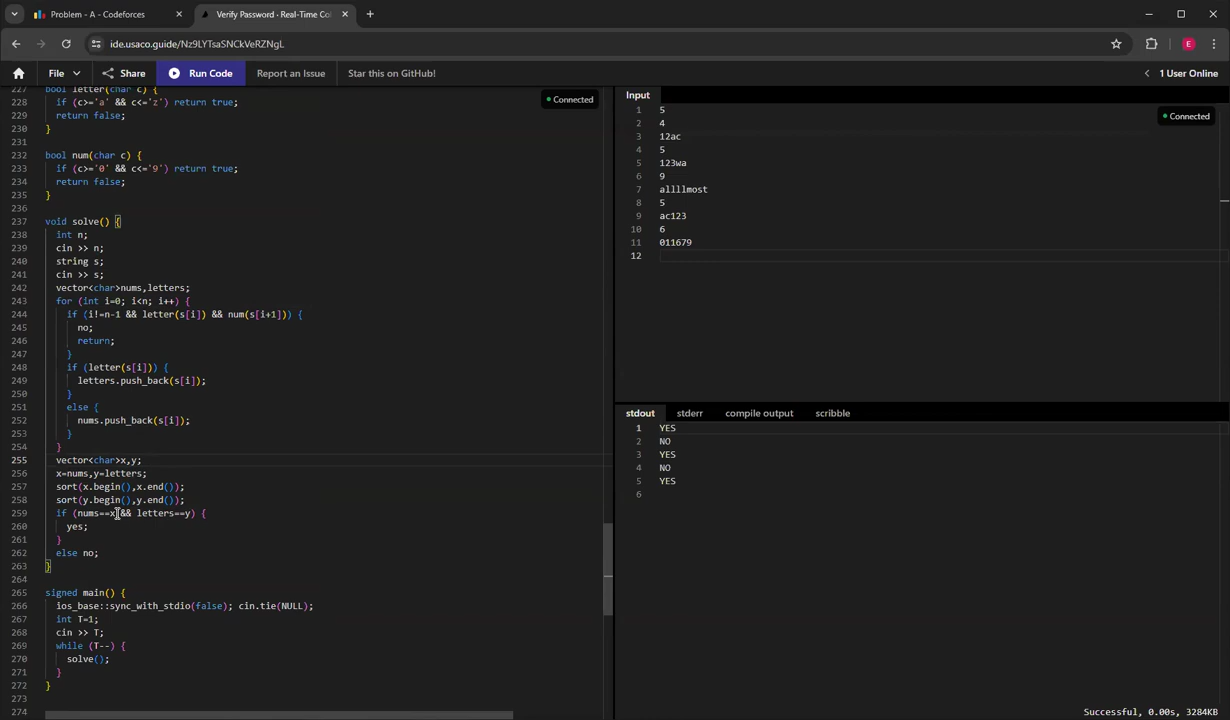 Problem - A - Codeforces
Verify Password · Real-Time Co
ide.usaco.guide/Nz9LYTsaSNCkVeRZNgL
E
File
Share
Run Code
Report an Issue
Star this on GitHub!
1 User Online
227 bool letter(char c) {
228 if (c>='a' && c<='z') return true;
229 return false;
230 }
231
232 bool num(char c) {
233 if (c>='0' && c<='9') return true;
234 return false;
235 }
236
237 void solve() {
238 int n;
239 cin >> n;
240 string s;
241 cin >> s;
242 vector<char>nums,letters;
243 for (int i=0; i<n; i++) {
244 if (i!=n-1 && letter(s[i]) && num(s[i+1])) {
245 no;
246 return;
247 }
248 if (letter(s[i])) {
249 letters.push_back(s[i]);
250 }
251 else {
252 nums.push_back(s[i]);
253 }
254 }
255 vector<char>x,y;
256 x=nums,y=letters;
257 sort(x.begin(),x.end());
258 sort(y.begin(),y.end());
259 if (nums==x && letters==y) {
260 yes;
261 }
262 else no;
263 }
264
265 signed main() {
266 ios_base::sync_with_stdio(false); cin.tie(NULL);
267 int T=1;
268 cin >> T;
269 while (T--) {
270 solve();
271 }
272 }
273
274
Connected
Input
Connected
1 5
2 4
3 12ac
4 5
5 123wa
6 9
7 allllmost
8 5
9 ac123
10 6
11 011679
12
stdout
stderr
compile output
scribble
1 YES
2 NO
3 YES
4 NO
5 YES
6
Successful, 0.00s, 3284KB